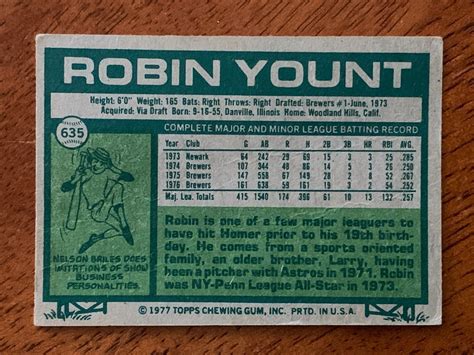 ROBIN YOUNT
Height: 6'0" Weight: 165 Bats: Right Throws: Right Drafted: Brewers #1-June, 1973
Acquired: Via Draft Born: 9-16-55, Danville, Illinois Home: Woodland Hills, Calif.
635
COMPLETE MAJOR AND MINOR LEAGUE BATTING RECORD
Year Club G AB R H 2B 3B HR RBI AVG.
1973 Newark 64 242 29 69 15 3 3 25 .285
1974 Brewers 107 344 48 86 14 5 3 26 .250
1975 Brewers 147 558 67 149 28 2 8 52 .267
1976 Brewers 161 638 59 161 19 3 2 54 .252
Maj. Lea. Totals 415 1540 174 396 61 10 13 132 .257
Robin is one of a few major leaguers to
have hit Homer prior to his 19th birth-
day. He comes from a sports oriented
family, an older brother, Larry, having
been a pitcher with Astros in 1971. Robin
was NY-Penn League All-Star in 1973.
NELSON BRILES DOES
IMITATIONS OF SHOW
BUSINESS
PERSONALITIES.
© 1977 TOPPS CHEWING GUM, INC. PRTD. IN U.S.A.